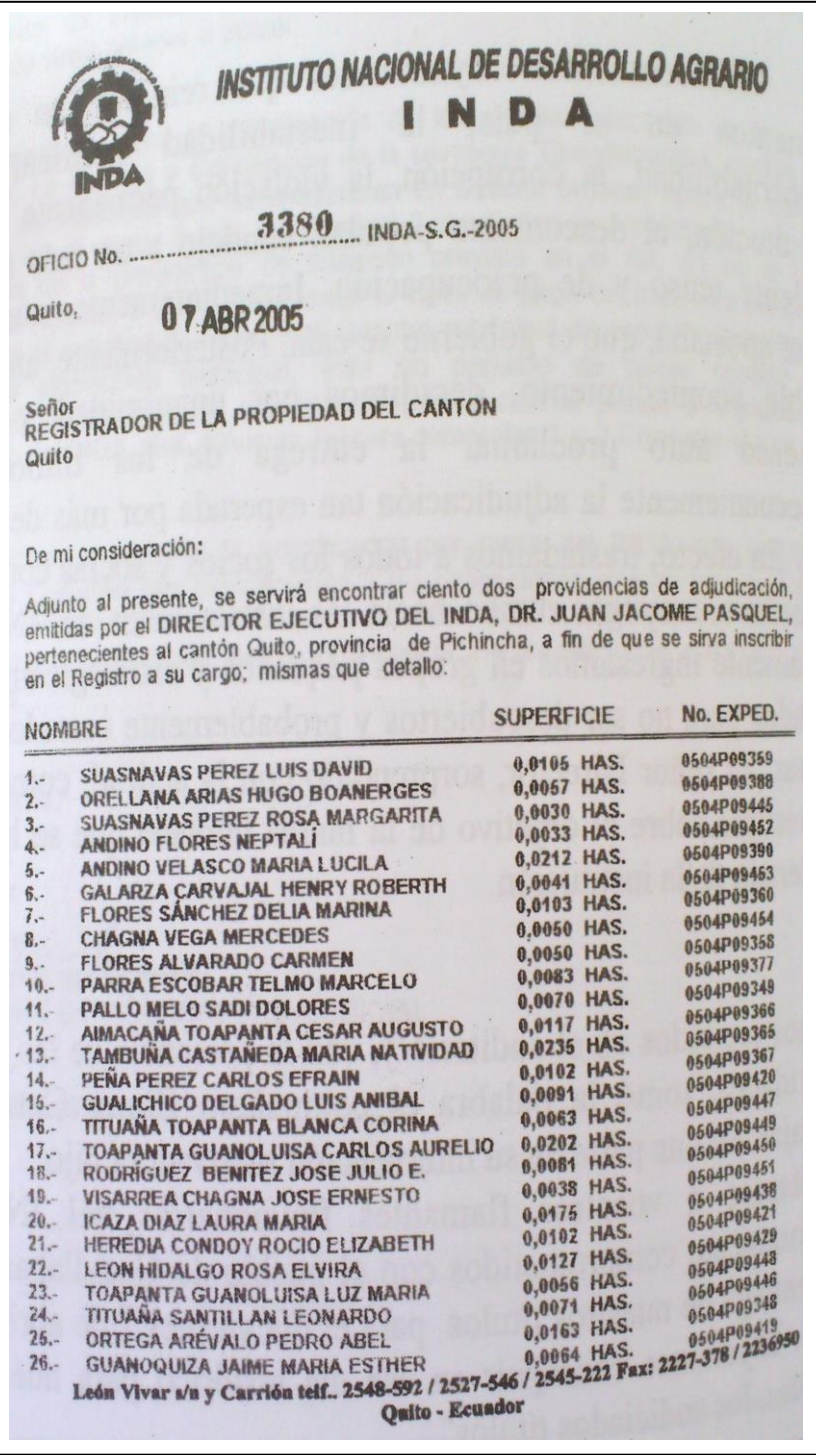 INSTITUTO NACIONAL DE DESARROLLO AGRARIO
I N D A
INDA
OFICIO No. 3380 INDA-S.G.-2005
Quito, 07 ABR 2005
Señor
REGISTRADOR DE LA PROPIEDAD DEL CANTON
Quito
De mi consideración:
Adjunto al presente, se servirá encontrar ciento dos providencias de adjudicación,
emitidas por el DIRECTOR EJECUTIVO DEL INDA, DR. JUAN JACOME PASQUEL,
pertenecientes al cantón Quito, provincia de Pichincha, a fin de que se sirva inscribir
en el Registro a su cargo; mismas que detallo:
NOMBRE SUPERFICIE No. EXPED.
1.- SUASNAVAS PEREZ LUIS DAVID 0,0105 HAS. 0504P09359
2.- ORELLANA ARIAS HUGO BOANERGES 0,0057 HAS. 0504P09388
3.- SUASNAVAS PEREZ ROSA MARGARITA 0,0030 HAS. 0504P09445
4.- ANDINO FLORES NEPTALÍ 0,0033 HAS. 0504P09452
5.- ANDINO VELASCO MARIA LUCILA 0,0212 HAS. 0504P09390
6.- GALARZA CARVAJAL HENRY ROBERTH 0,0041 HAS. 0504P09453
7.- FLORES SÁNCHEZ DELIA MARINA 0,0103 HAS. 0504P09360
8.- CHAGNA VEGA MERCEDES 0,0050 HAS. 0504P09454
9.- FLORES ALVARADO CARMEN 0,0050 HAS. 0504P09358
10.- PARRA ESCOBAR TELMO MARCELO 0,0083 HAS. 0504P09377
11.- PALLO MELO SADI DOLORES 0,0070 HAS. 0504P09349
12.- AIMACAÑA TOAPANTA CESAR AUGUSTO 0,0117 HAS. 0504P09366
13.- TAMBUÑA CASTAÑEDA MARIA NATIVIDAD 0,0235 HAS. 0504P09365
14.- PEÑA PEREZ CARLOS EFRAIN 0,0102 HAS. 0504P09367
15.- GUALICHICO DELGADO LUIS ANIBAL 0,0091 HAS. 0504P09420
16.- TITUAÑA TOAPANTA BLANCA CORINA 0,0063 HAS. 0504P09447
17.- TOAPANTA GUANOLUISA CARLOS AURELIO 0,0202 HAS. 0504P09449
18.- RODRÍGUEZ BENITEZ JOSE JULIO E. 0,0081 HAS. 0504P09450
19.- VISARREA CHAGNA JOSE ERNESTO 0,0038 HAS. 0504P09451
20.- ICAZA DIAZ LAURA MARIA 0,0175 HAS. 0504P09438
21.- HEREDIA CONDOY ROCIO ELIZABETH 0,0102 HAS. 0504P09421
22.- LEON HIDALGO ROSA ELVIRA 0,0127 HAS. 0504P09429
23.- TOAPANTA GUANOLUISA LUZ MARIA 0,0056 HAS. 0504P09448
24.- TITUAÑA SANTILLAN LEONARDO 0,0071 HAS. 0504P09446
25.- ORTEGA ARÉVALO PEDRO ABEL 0,0163 HAS. 0504P09348
26.- GUANOQUIZA JAIME MARIA ESTHER 0,0064 HAS. 0504P09419
León Vivar s/n y Carrión telf.. 2548-592 / 2527-546 / 2545-222 Fax: 2227-378 / 2236950
Quito - Ecuador